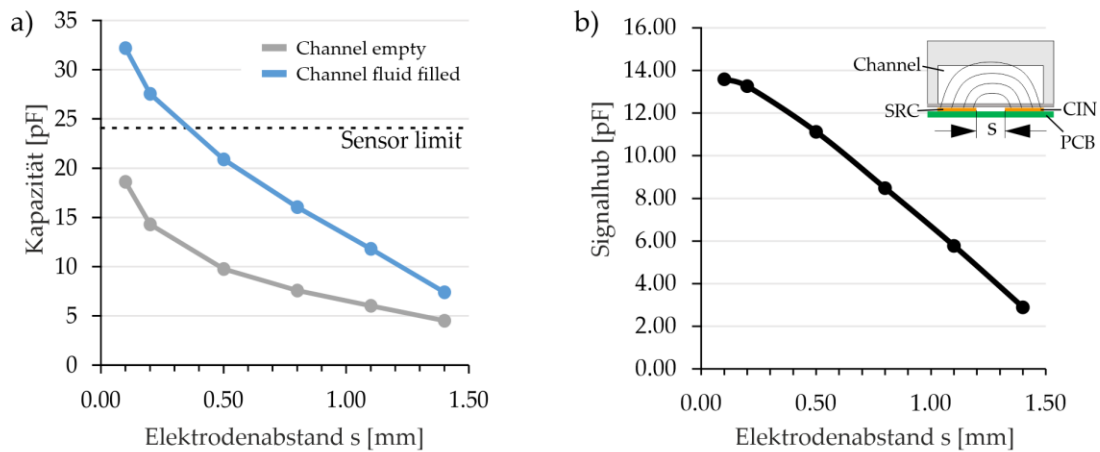 a)
Kapazität [pF]
35
30
25
20
15
10
5
0
Channel empty
Channel fluid filled
Sensor limit
0.00
0.50
1.00
1.50
Elektrodenabstand s [mm]
b)
Signalhub [pF]
16.00
14.00
12.00
10.00
8.00
6.00
4.00
2.00
0.00
Channel
SRC
CIN
s
PCB
0.00
0.50
1.00
1.50
Elektrodenabstand s [mm]